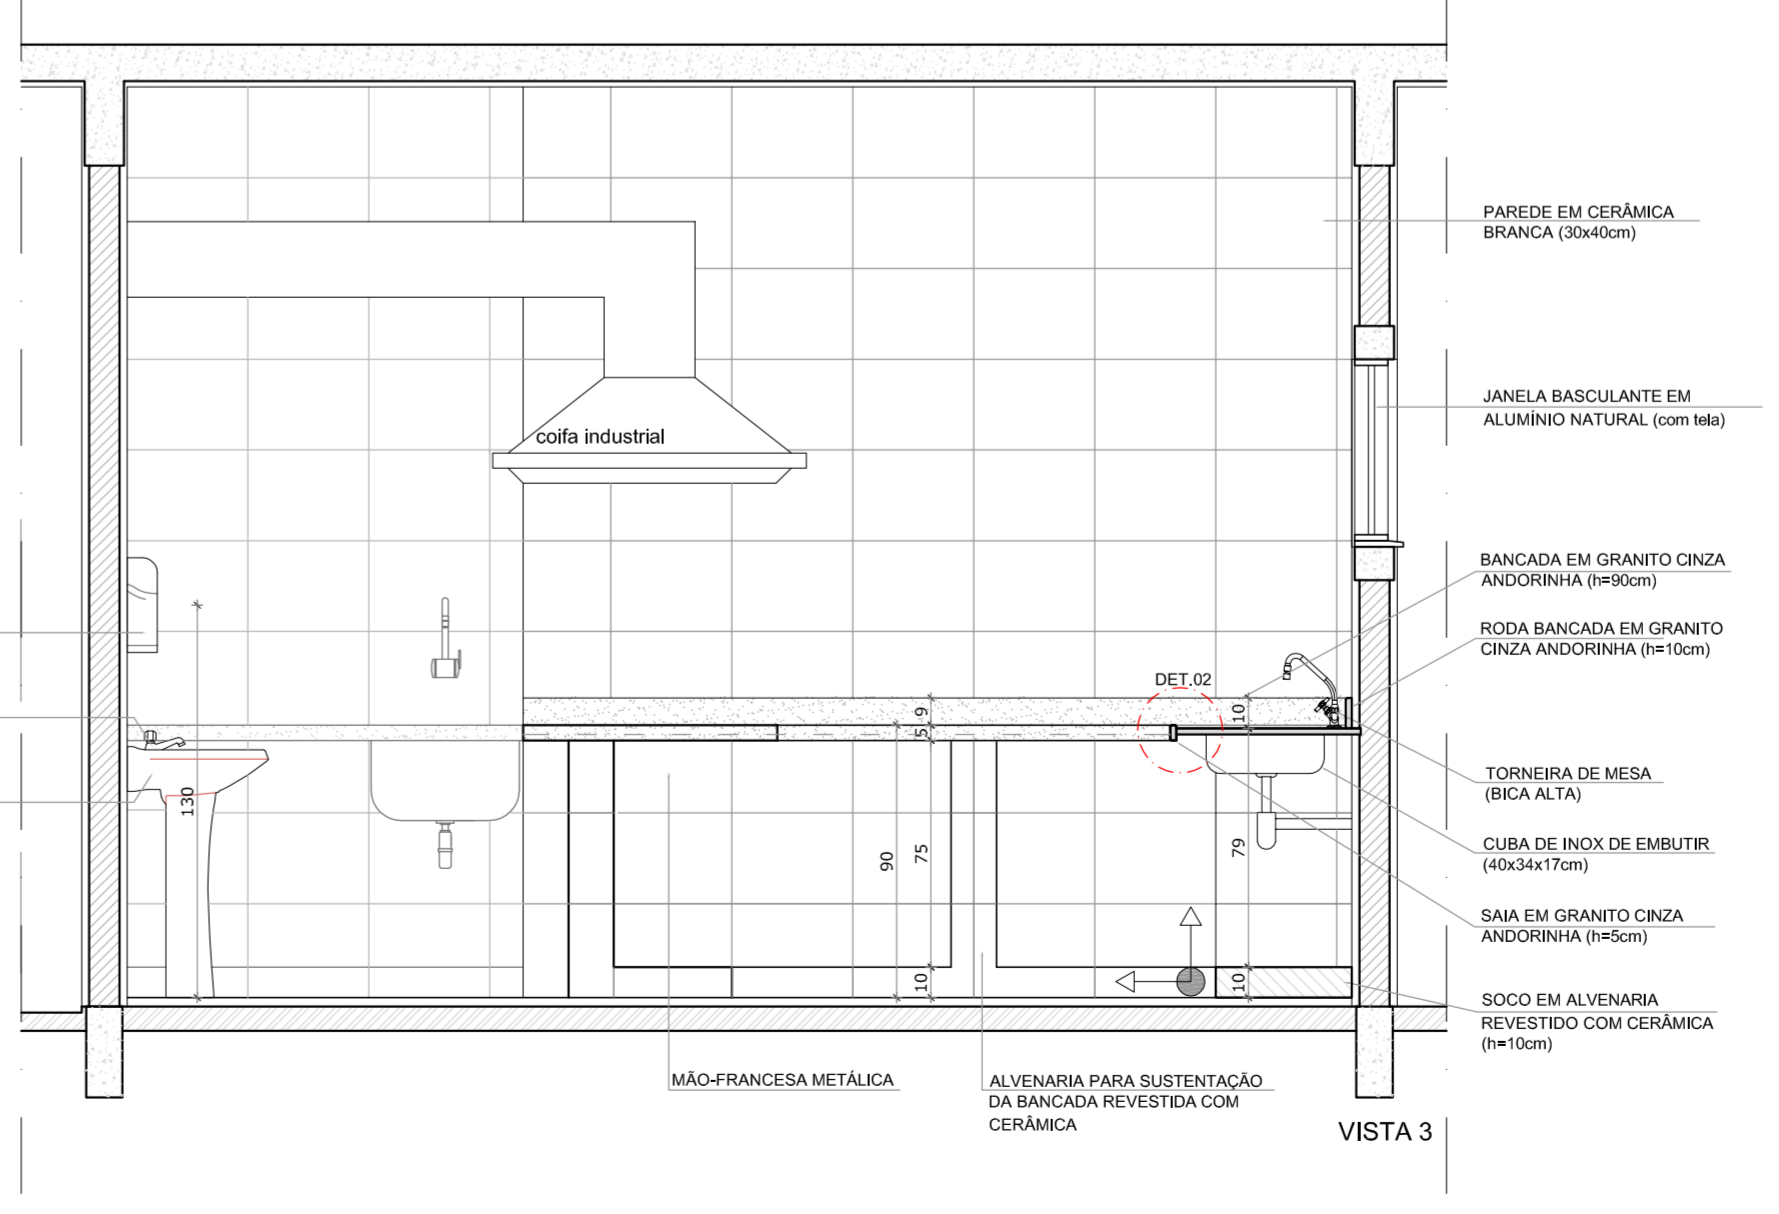 PAREDE EM CERÂMICA
BRANCA (30x40cm)
JANELA BASCULANTE EM
ALUMÍNIO NATURAL (com tela)
coifa industrial
BANCADA EM GRANITO CINZA
ANDORINHA (h=90cm)
RODA BANCADA EM GRANITO
CINZA ANDORINHA (h=10cm)
DET.02
9
10
5
TORNEIRA DE MESA
(BICA ALTA)
130
CUBA DE INOX DE EMBUTIR
(40x34x17cm)
90
75
79
SAIA EM GRANITO CINZA
ANDORINHA (h=5cm)
10
10
SOCO EM ALVENARIA
REVESTIDO COM CERÂMICA
(h=10cm)
MÃO-FRANCESA METÁLICA
ALVENARIA PARA SUSTENTAÇÃO
DA BANCADA REVESTIDA COM
CERÂMICA
VISTA 3